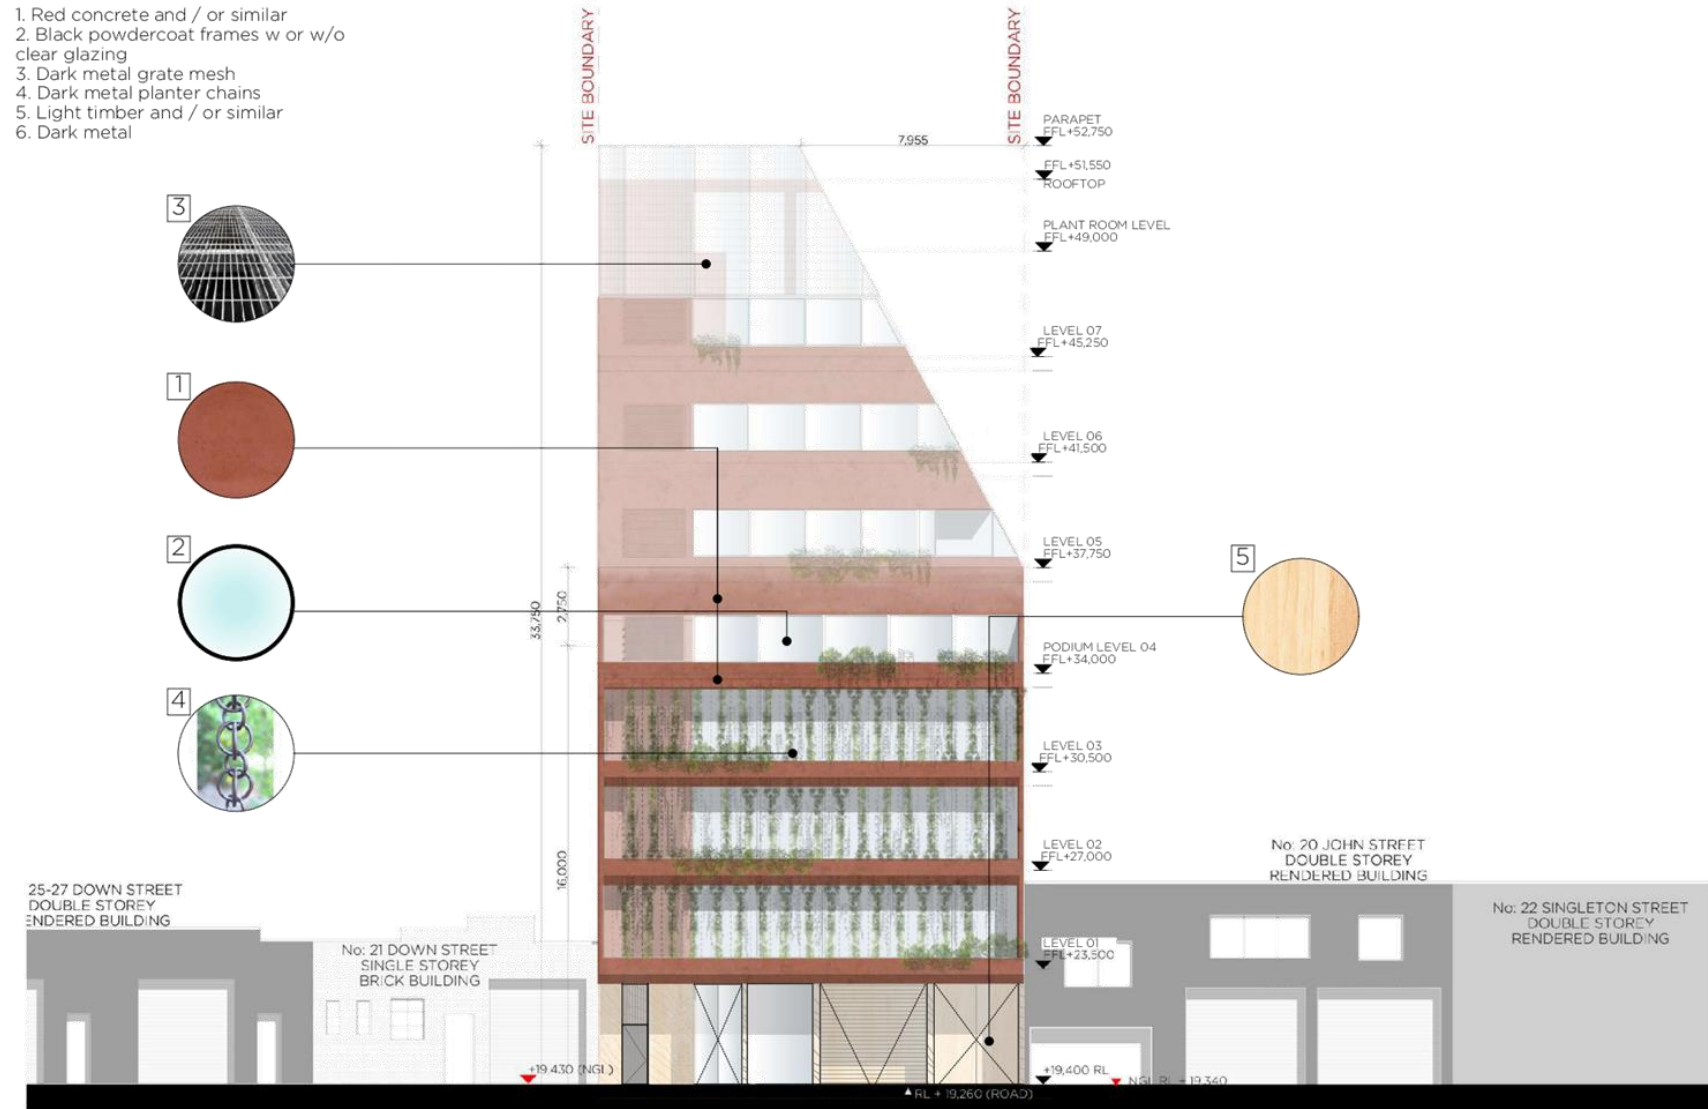 1. Red concrete and / or similar
2. Black powdercoat frames w or w/o
clear glazing
3. Dark metal grate mesh
4. Dark metal planter chains
5. Light timber and / or similar
6. Dark metal
SITE BOUNDARY
SITE BOUNDARY
PARAPET
FFL+52,750
7,955
FFL+51,550
ROOFTOP
3
PLANT ROOM LEVEL
FFL+49,000
LEVEL 07
FFL+45,250
1
LEVEL 06
FFL+41,500
2
LEVEL 05
FFL+37,750
5
33,750
2,750
PODIUM LEVEL 04
FFL+34,000
4
LEVEL 03
FFL+30,500
LEVEL 02
FFL+27,000
16,000
No: 20 JOHN STREET
DOUBLE STOREY
RENDERED BUILDING
25-27 DOWN STREET
DOUBLE STOREY
ENDERED BUILDING
No: 22 SINGLETON STREET
DOUBLE STOREY
RENDERED BUILDING
No: 21 DOWN STREET
SINGLE STOREY
BRICK BUILDING
LEVEL 01
FFL+23,500
+19.430 (NGL)
+19,400 RL
NGL RL + 19.340
RL + 19,260 (ROAD)